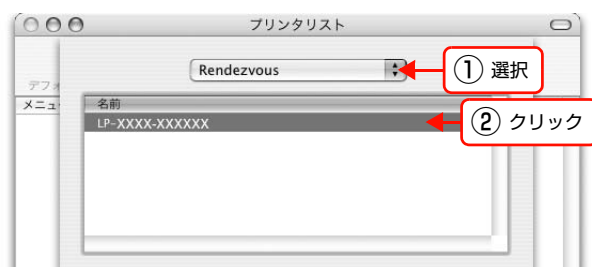 プリンタリスト
Rendezvous
① 選択
デフォ
メニュー
名前
LP-XXXX-XXXXXX
② クリック